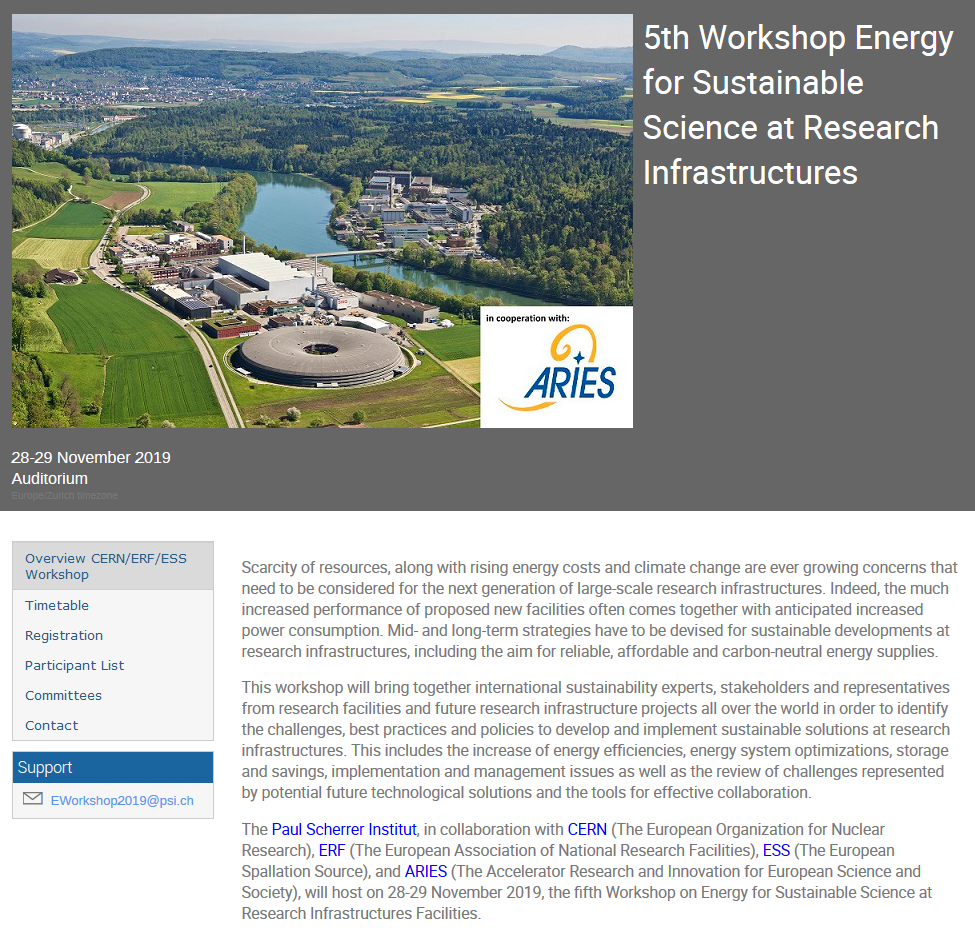 5th Workshop Energy
for Sustainable
Science at Research
Infrastructures
in cooperation with:
ARIES
28-29 November 2019
Auditorium
Europe/Zurich timezone
Overview CERN/ERF/ESS
Workshop
Timetable
Registration
Participant List
Committees
Contact
Support
EWorkshop2019@psi.ch
Scarcity of resources, along with rising energy costs and climate change are ever growing concerns that
need to be considered for the next generation of large-scale research infrastructures. Indeed, the much
increased performance of proposed new facilities often comes together with anticipated increased
power consumption. Mid- and long-term strategies have to be devised for sustainable developments at
research infrastructures, including the aim for reliable, affordable and carbon-neutral energy supplies.
This workshop will bring together international sustainability experts, stakeholders and representatives
from research facilities and future research infrastructure projects all over the world in order to identify
the challenges, best practices and policies to develop and implement sustainable solutions at research
infrastructures. This includes the increase of energy efficiencies, energy system optimizations, storage
and savings, implementation and management issues as well as the review of challenges represented
by potential future technological solutions and the tools for effective collaboration.
The Paul Scherrer Institut, in collaboration with CERN (The European Organization for Nuclear
Research), ERF (The European Association of National Research Facilities), ESS (The European
Spallation Source), and ARIES (The Accelerator Research and Innovation for European Science and
Society), will host on 28-29 November 2019, the fifth Workshop on Energy for Sustainable Science at
Research Infrastructures Facilities.